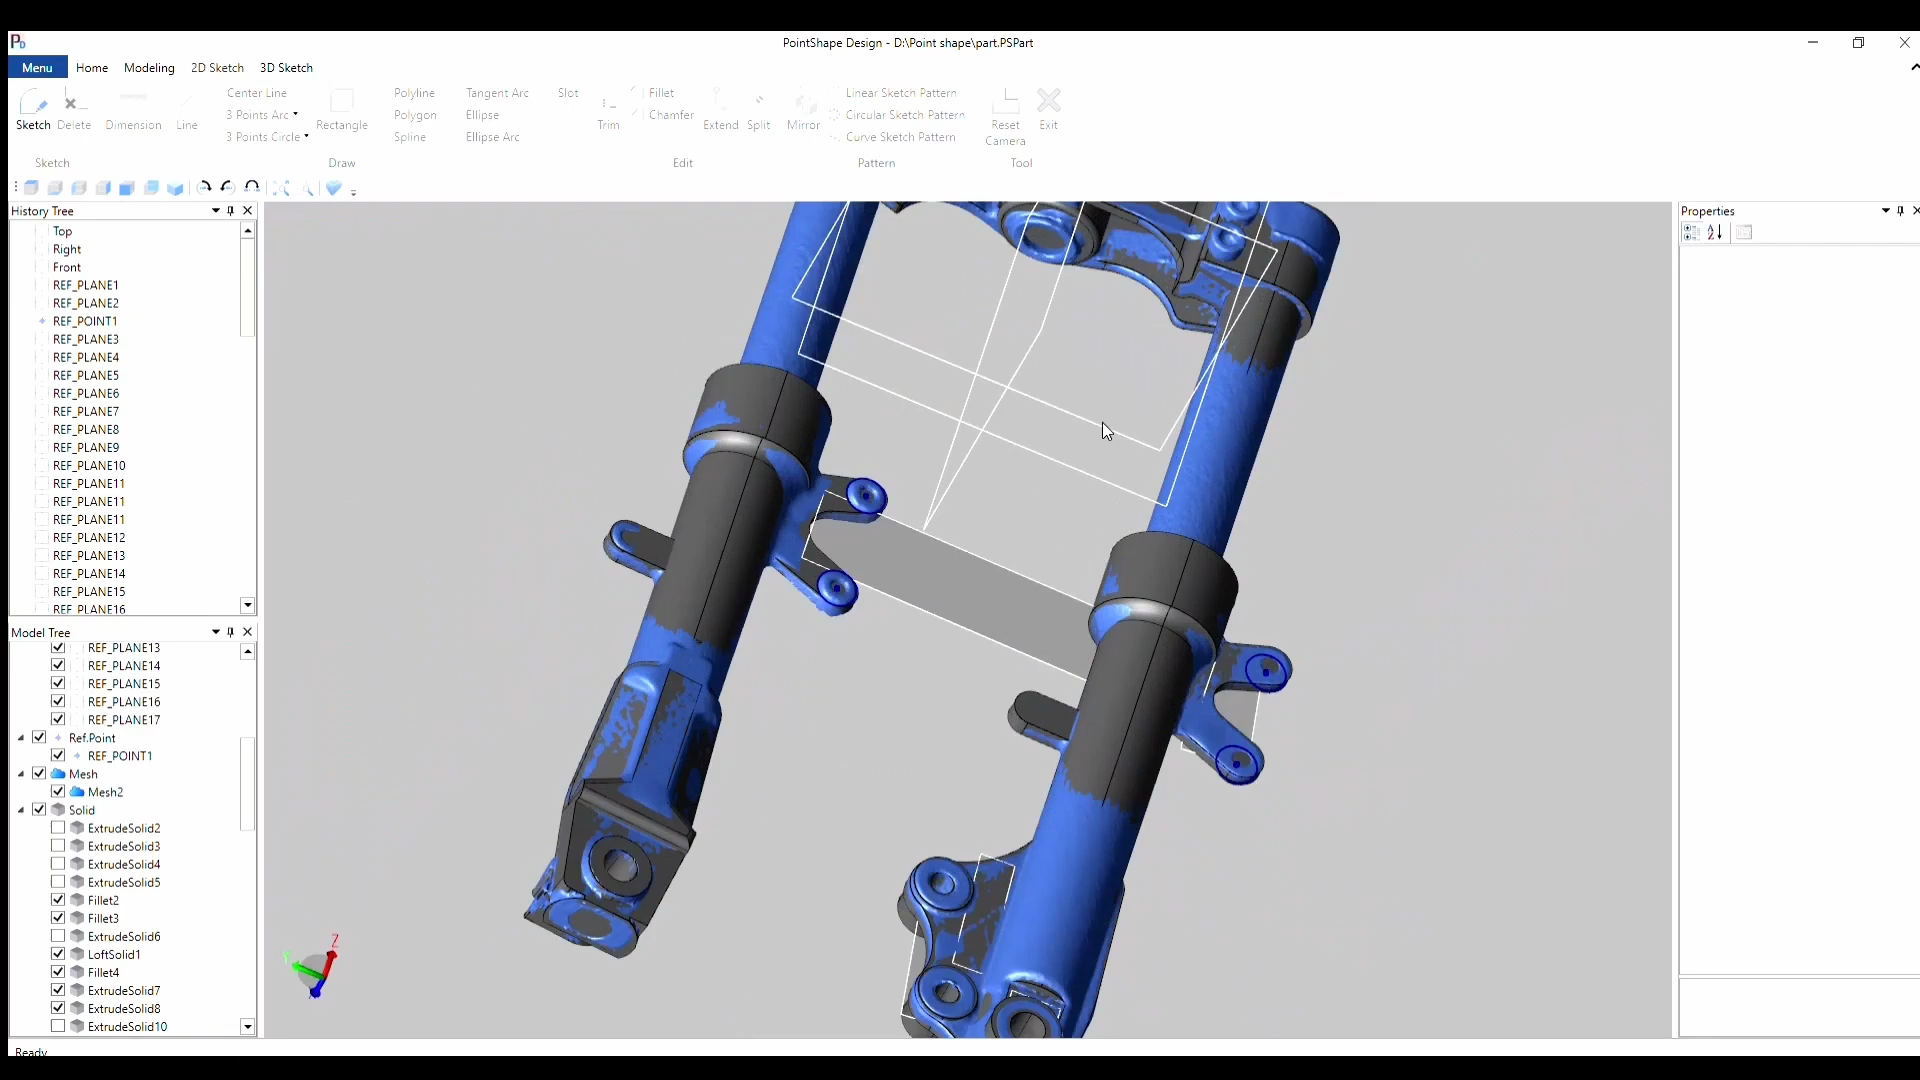 PD
PointShape Design - D:\Point shape\part.PSPart
Menu Home Modeling 2D Sketch 3D Sketch
Center Line Polyline Tangent Arc Slot Fillet Linear Sketch Pattern
3 Points Arc Polygon Ellipse Chamfer Circular Sketch Pattern
Sketch Delete Dimension Line Rectangle Trim Extend Split Mirror Reset Camera Exit
3 Points Circle Spline Ellipse Arc Curve Sketch Pattern
Sketch Draw Edit Pattern Tool
History Tree
Top
Right
Front
REF_PLANE1
REF_PLANE2
REF_POINT1
REF_PLANE3
REF_PLANE4
REF_PLANE5
REF_PLANE6
REF_PLANE7
REF_PLANE8
REF_PLANE9
REF_PLANE10
REF_PLANE11
REF_PLANE11
REF_PLANE11
REF_PLANE12
REF_PLANE13
REF_PLANE14
REF_PLANE15
REF_PLANE16
Model Tree
REF_PLANE13
REF_PLANE14
REF_PLANE15
REF_PLANE16
REF_PLANE17
Ref.Point
REF_POINT1
Mesh
Mesh2
Solid
ExtrudeSolid2
ExtrudeSolid3
ExtrudeSolid4
ExtrudeSolid5
Fillet2
Fillet3
ExtrudeSolid6
LoftSolid1
Fillet4
ExtrudeSolid7
ExtrudeSolid8
ExtrudeSolid10
Z
Y
Properties
Ready